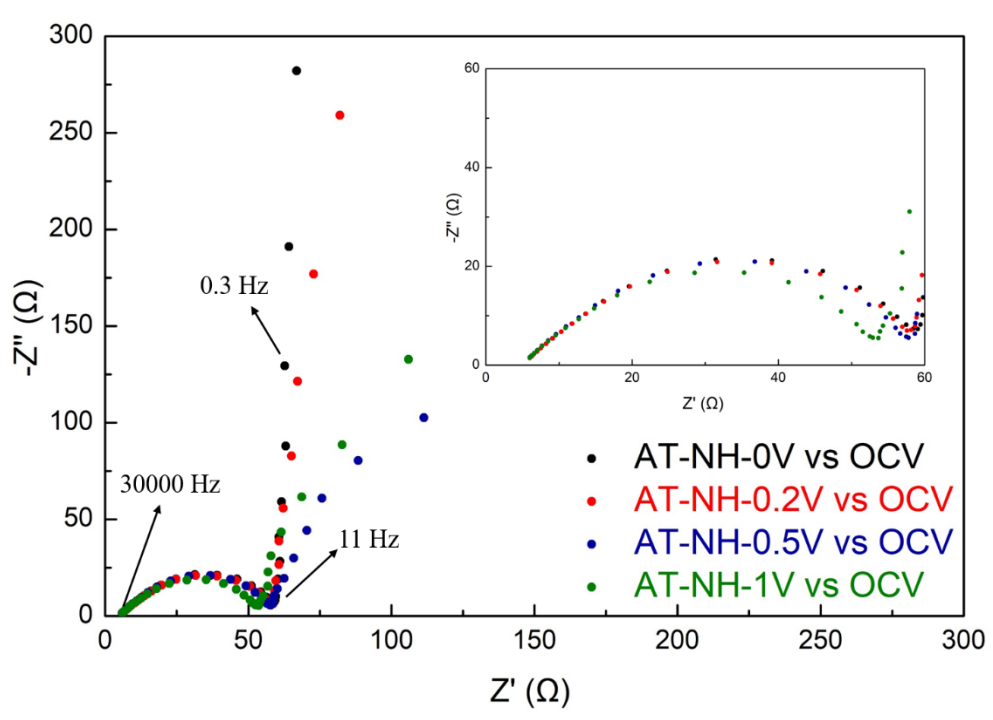 300
250
200
150
100
50
0
-Z″ (Ω)
0
50
100
150
200
250
300
Z' (Ω)
60
40
20
0
-Z″ (Ω)
0
20
40
60
Z' (Ω)
0.3 Hz
30000 Hz
11 Hz
AT-NH-0V vs OCV
AT-NH-0.2V vs OCV
AT-NH-0.5V vs OCV
AT-NH-1V vs OCV